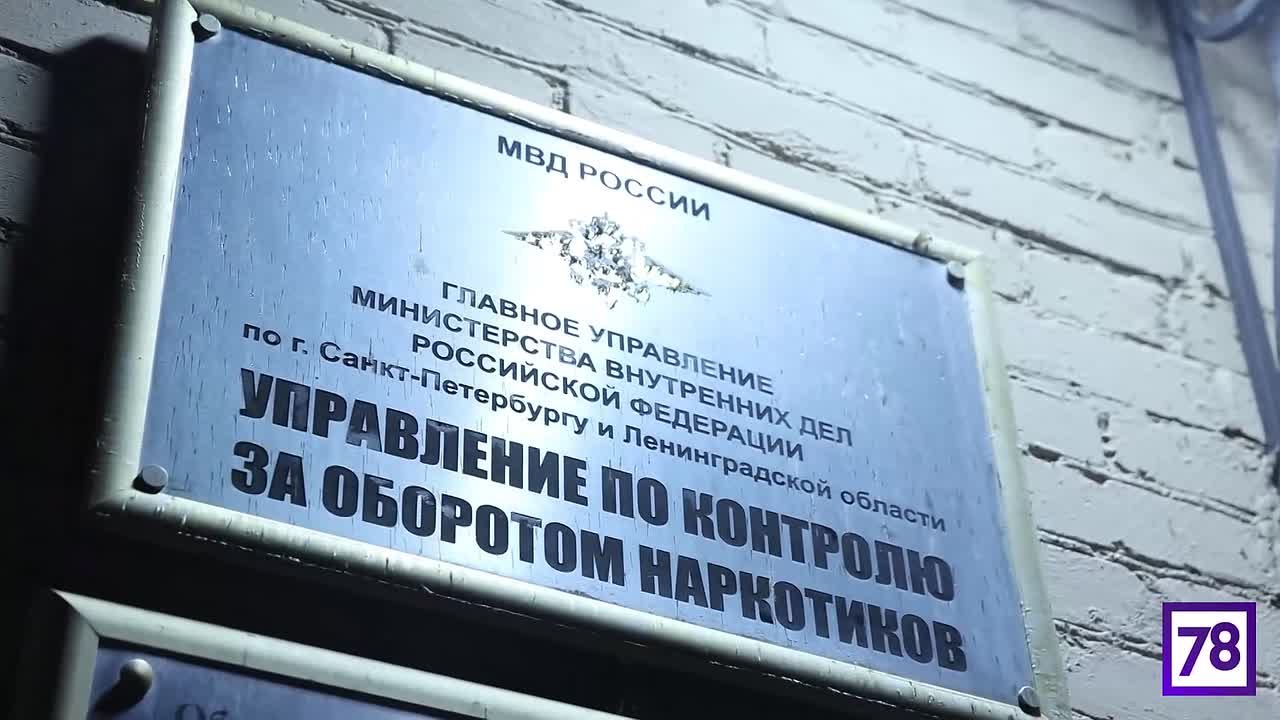 МВД РОССИИ
ГЛАВНОЕ УПРАВЛЕНИЕ
МИНИСТЕРСТВА ВНУТРЕННИХ ДЕЛ
РОССИЙСКОЙ ФЕДЕРАЦИИ
по г. Санкт-Петербургу и Ленинградской области
УПРАВЛЕНИЕ ПО КОНТРОЛЮ
ЗА ОБОРОТОМ НАРКОТИКОВ
78